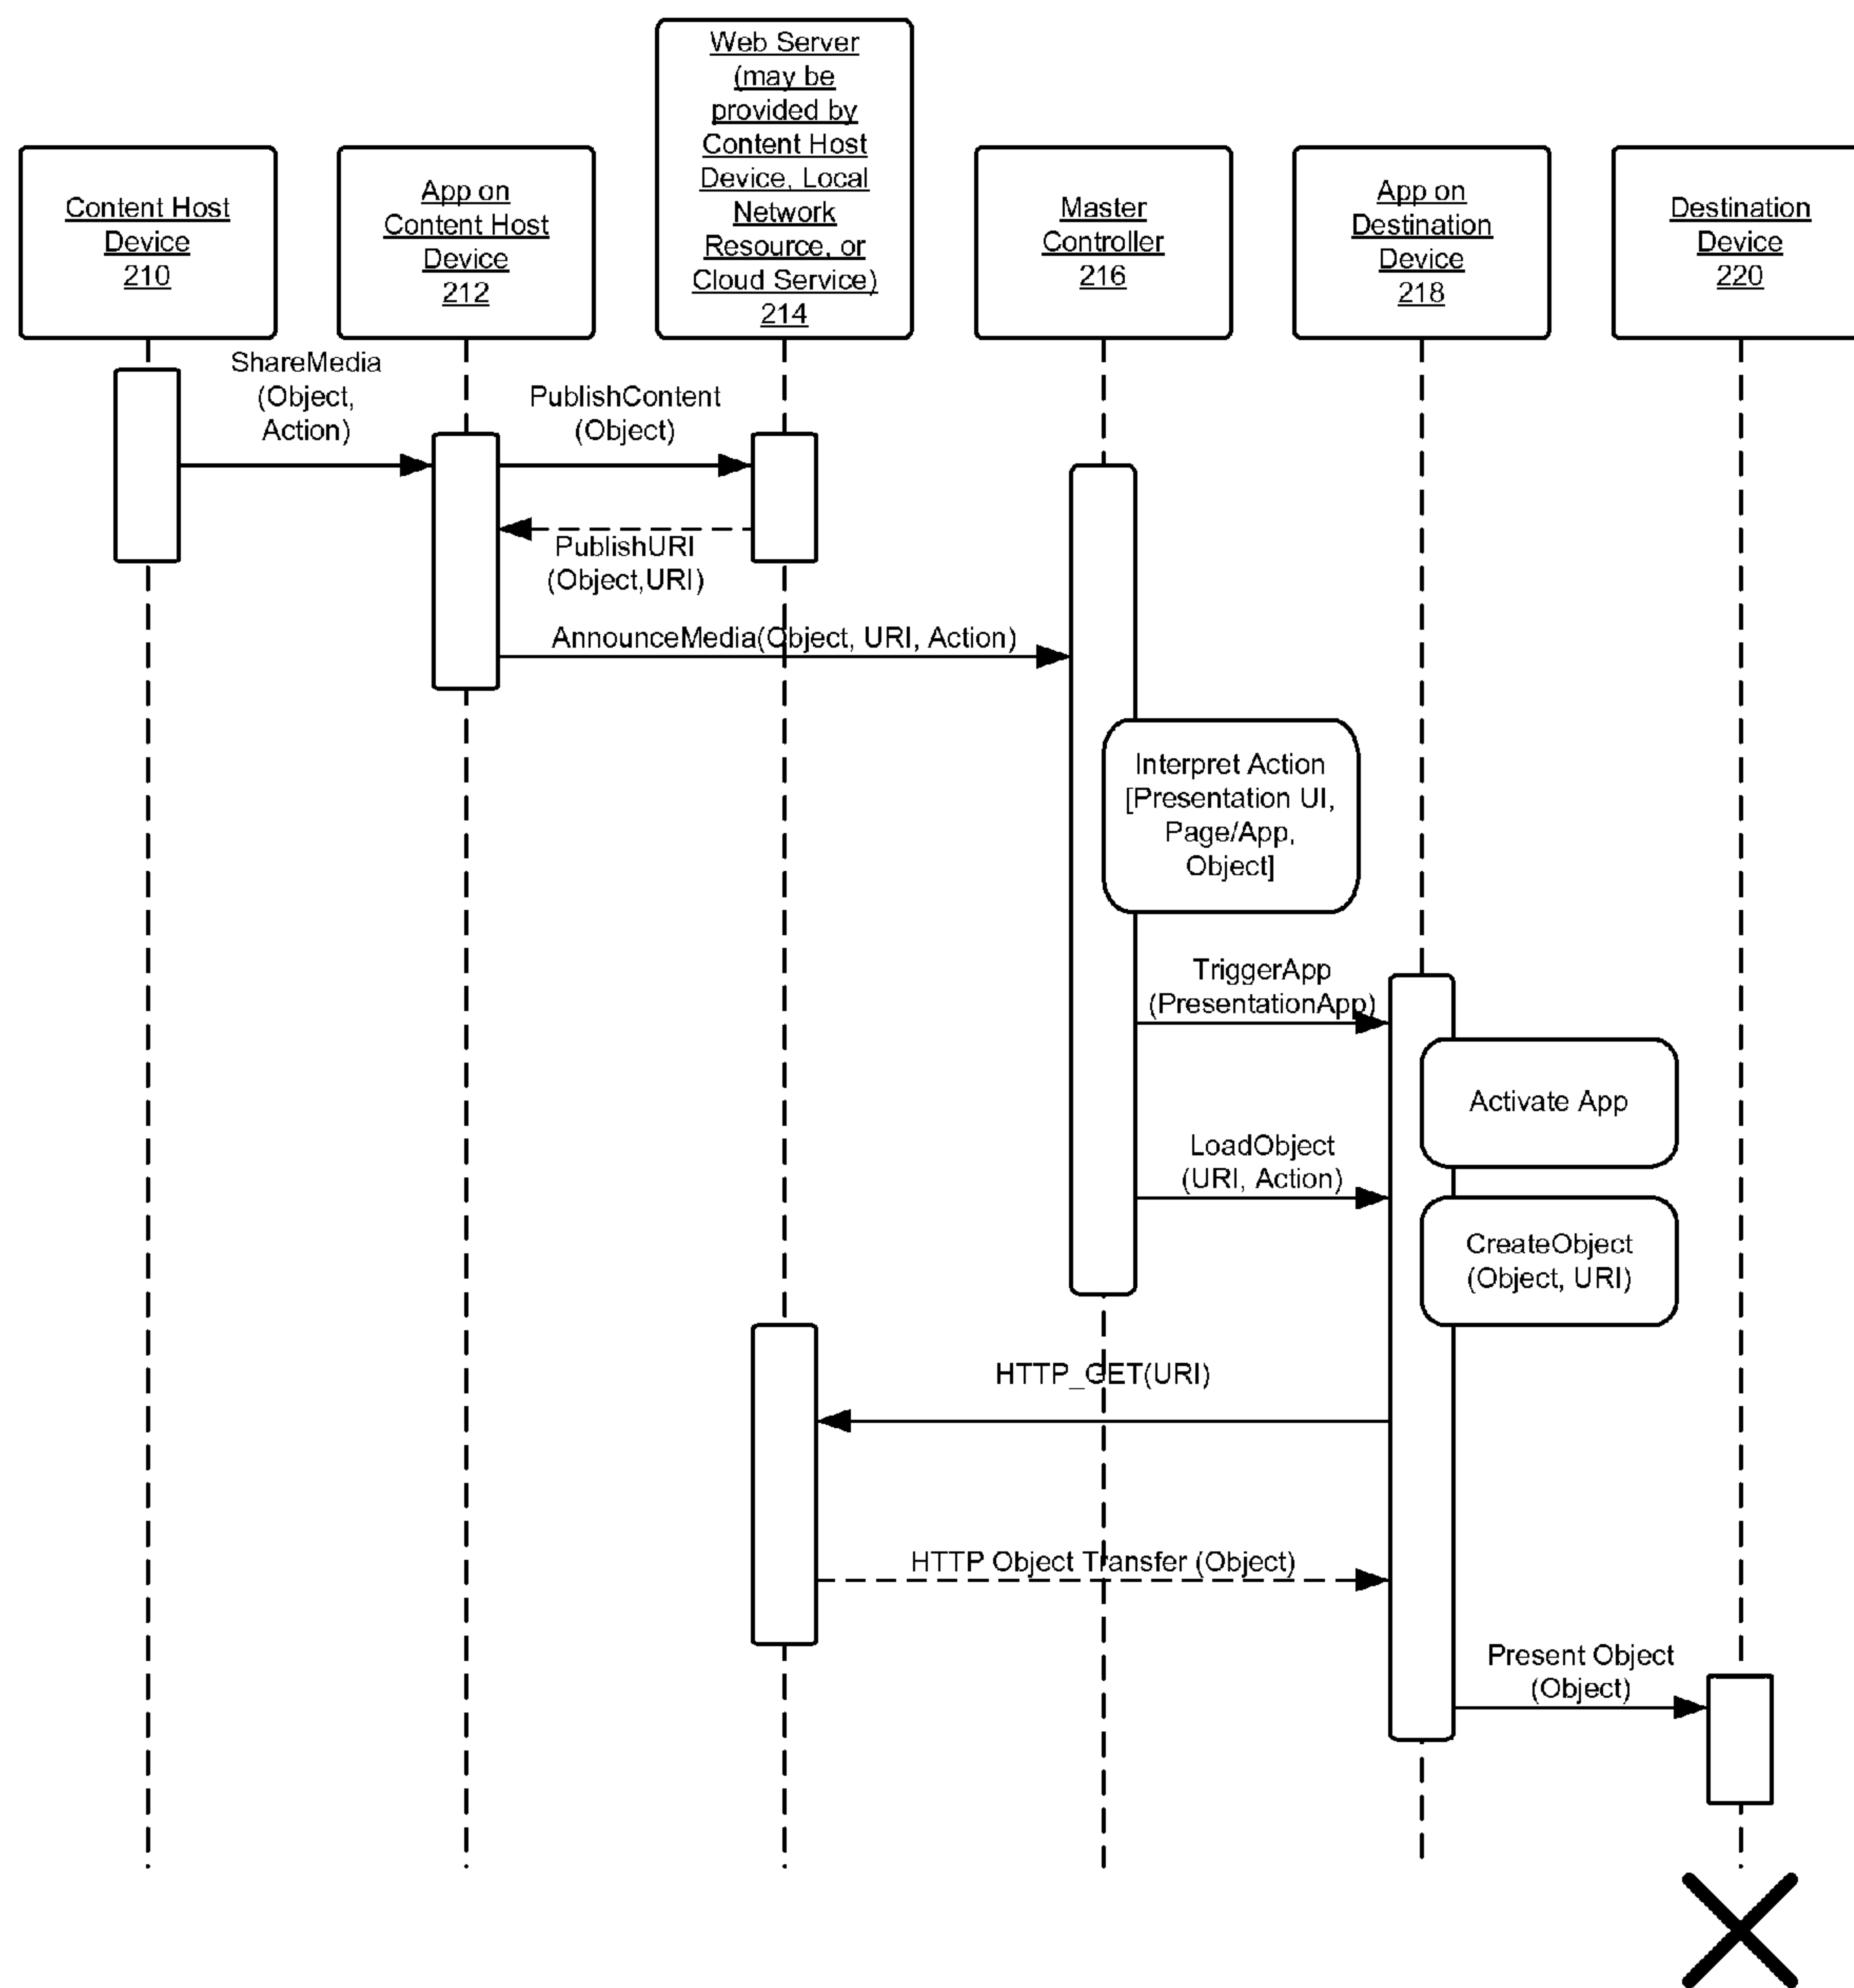 Content Host
Device
210
App on
Content Host
Device
212
Web Server
(may be
provided by
Content Host
Device, Local
Network
Resource, or
Cloud Service)
214
Master
Controller
216
App on
Destination
Device
218
Destination
Device
220
ShareMedia
(Object,
Action)
PublishContent
(Object)
PublishURI
(Object,URI)
AnnounceMedia(Object, URI, Action)
Interpret Action
[Presentation UI,
Page/App,
Object]
TriggerApp
(PresentationApp)
Activate App
LoadObject
(URI, Action)
CreateObject
(Object, URI)
HTTP_GET(URI)
HTTP Object Transfer (Object)
Present Object
(Object)